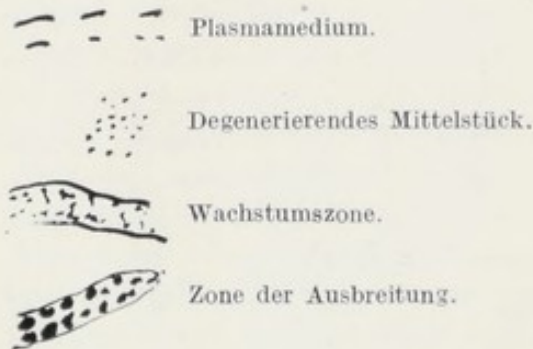 Plasmamedium.
Degenerierendes Mittelstück.
Wachstumszone.
Zone der Ausbreitung.